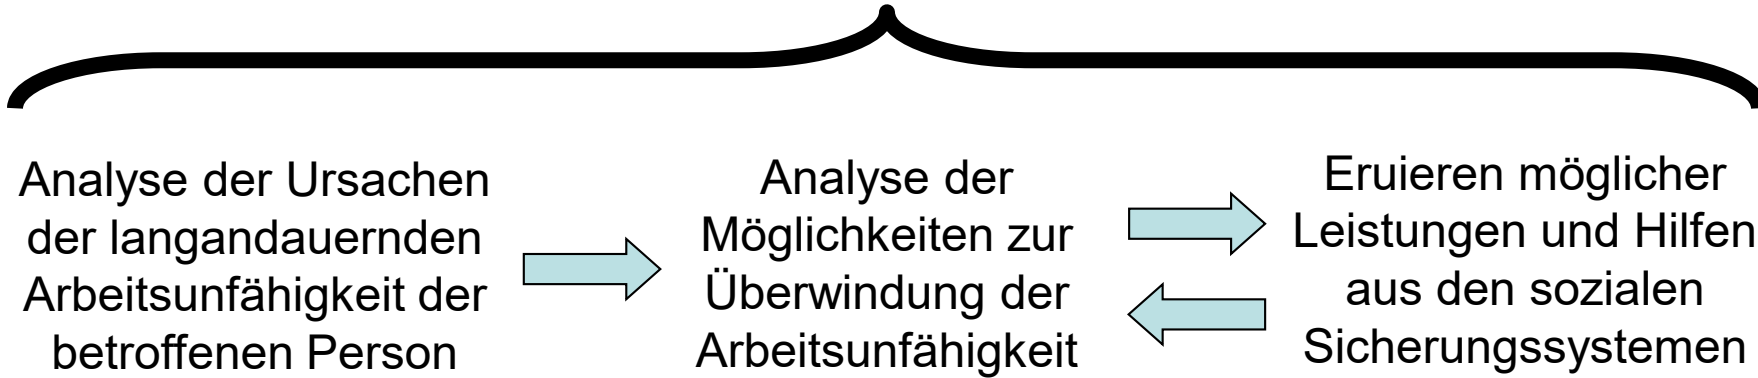 Analyse der Ursachen
der langandauernden
Arbeitsunfähigkeit der
betroffenen Person
Analyse der
Möglichkeiten zur
Überwindung der
Arbeitsunfähigkeit
Eruieren möglicher
Leistungen und Hilfen
aus den sozialen
Sicherungssystemen